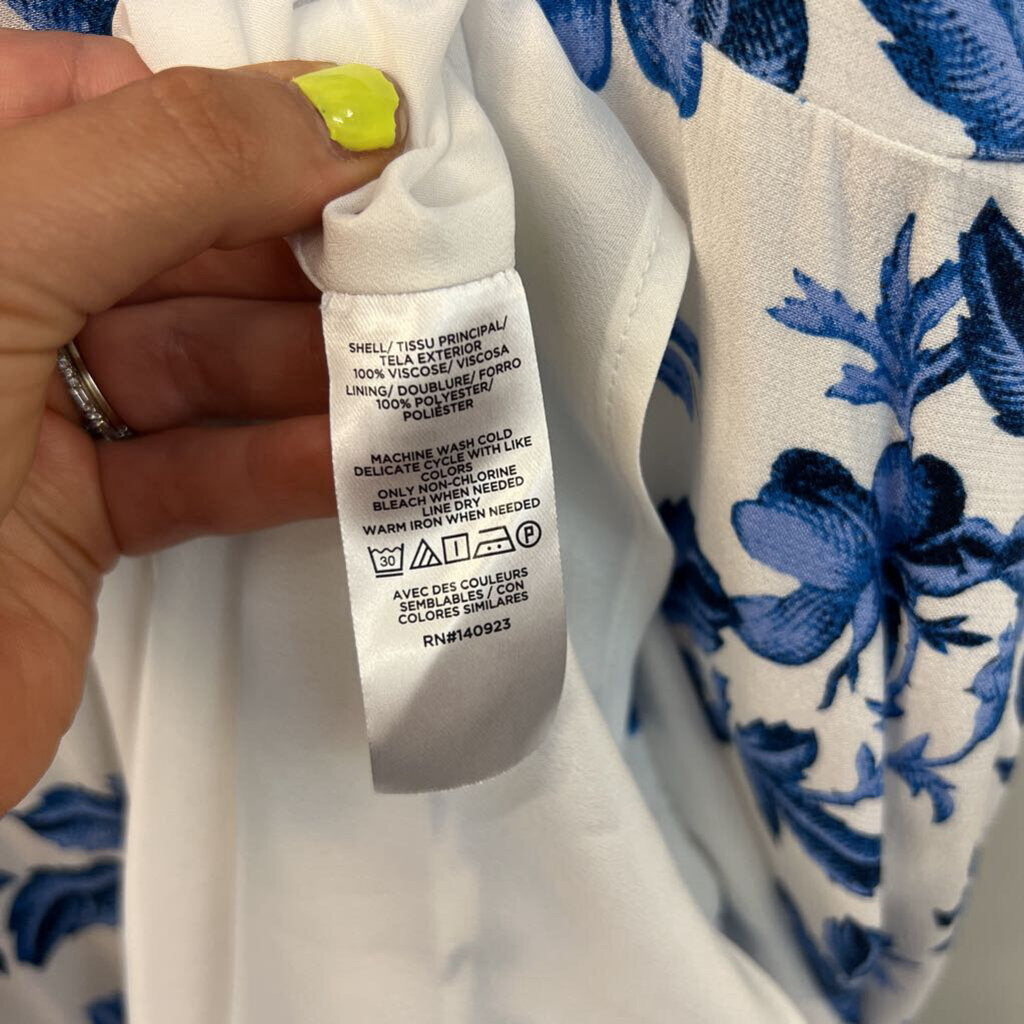 SHELL/ TISSU PRINCIPAL/
TELA EXTERIOR
100% VISCOSE/ VISCOSA
LINING/ DOUBLURE/ FORRO
100% POLYESTER/
POLIÉSTER
MACHINE WASH COLD
DELICATE CYCLE WITH LIKE
COLORS
ONLY NON-CHLORINE
BLEACH WHEN NEEDED
LINE DRY
WARM IRON WHEN NEEDED
30 P
AVEC DES COULEURS
SEMBLABLES / CON
COLORES SIMILARES
RN#140923